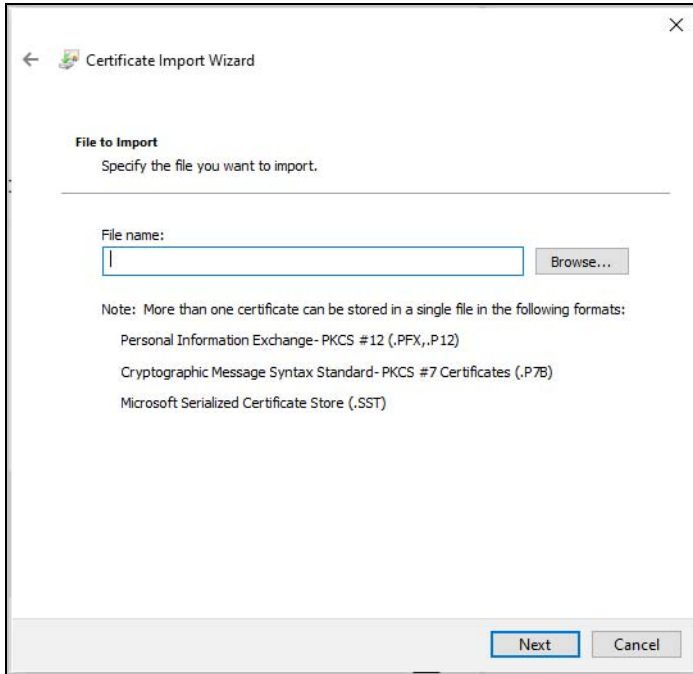 Certificate Import Wizard
File to Import
Specify the file you want to import.
File name:
Browse...
Note: More than one certificate can be stored in a single file in the following formats:
Personal Information Exchange- PKCS #12 (.PFX,.P12)
Cryptographic Message Syntax Standard- PKCS #7 Certificates (.P7B)
Microsoft Serialized Certificate Store (.SST)
Next Cancel